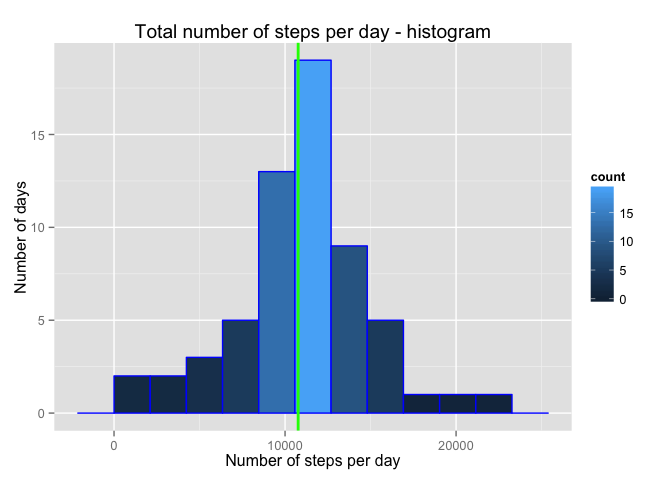 Total number of steps per day - histogram
Number of days
15
10
5
0
0
10000
20000
Number of steps per day
count
15
10
5
0